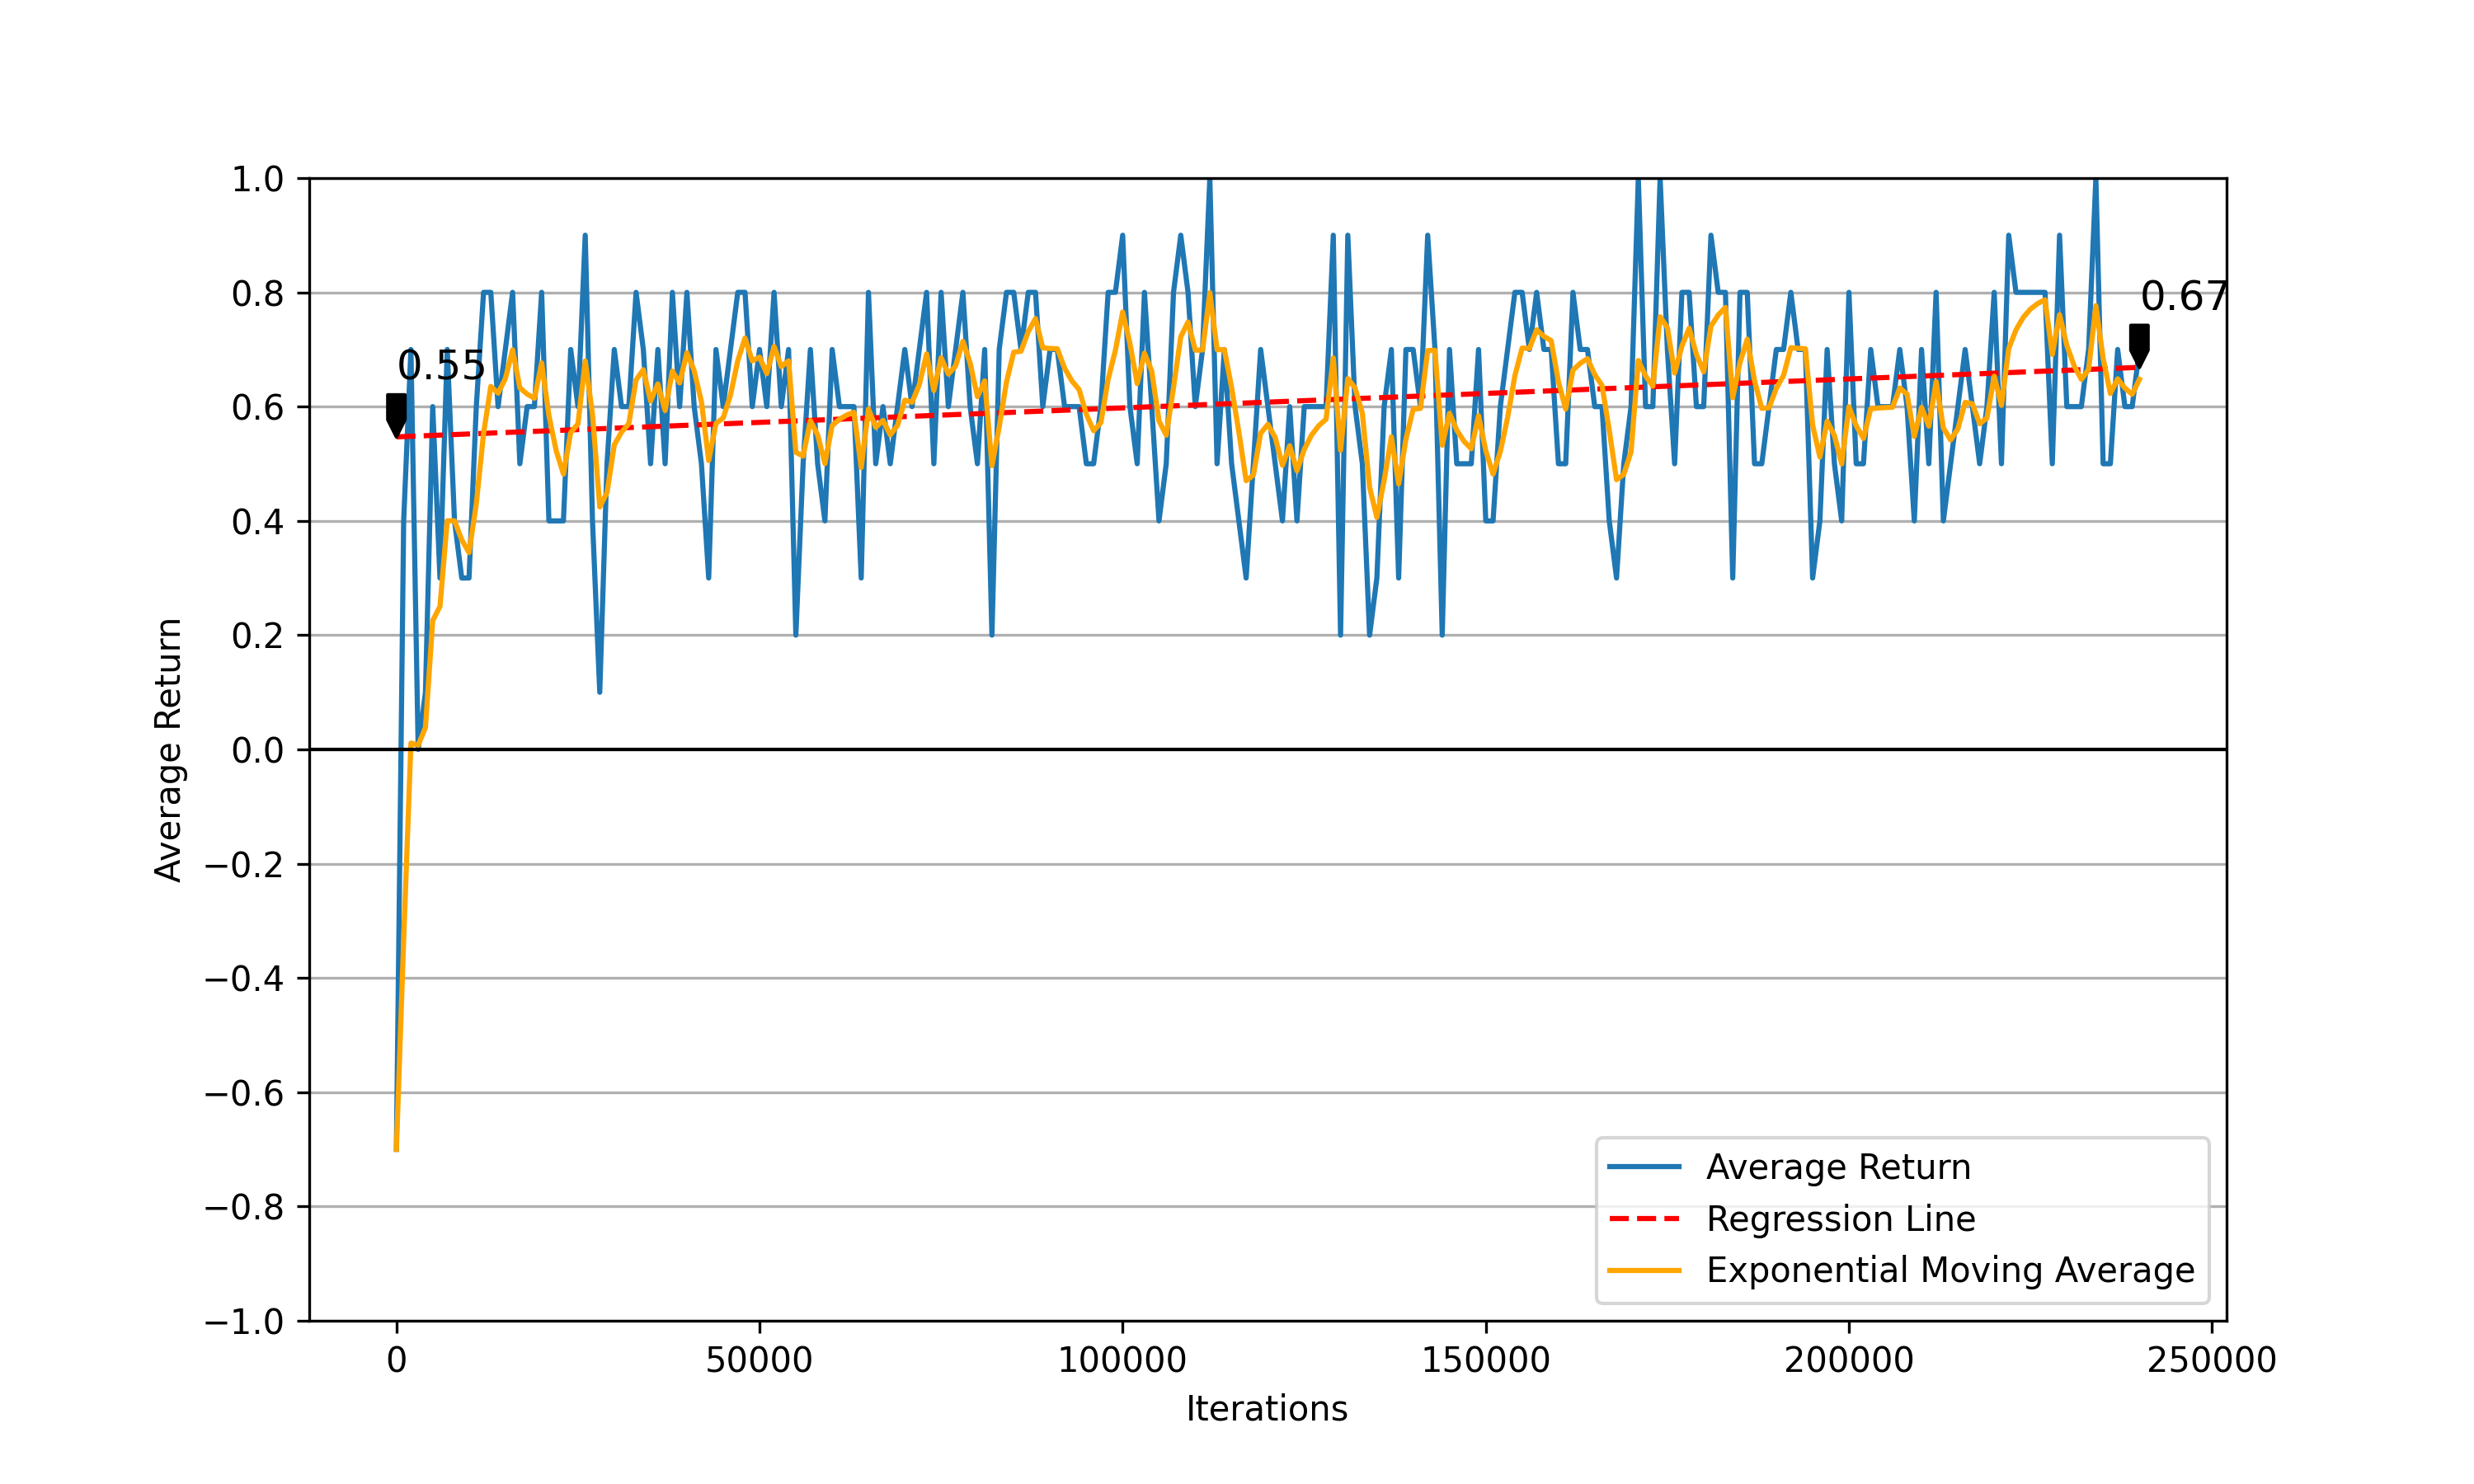 1.0
0.8
0.6
0.4
0.2
0.0
−0.2
−0.4
−0.6
−0.8
−1.0
Average Return
0.55
0.67
Average Return
Regression Line
Exponential Moving Average
0 50000 100000 150000 200000 250000
Iterations